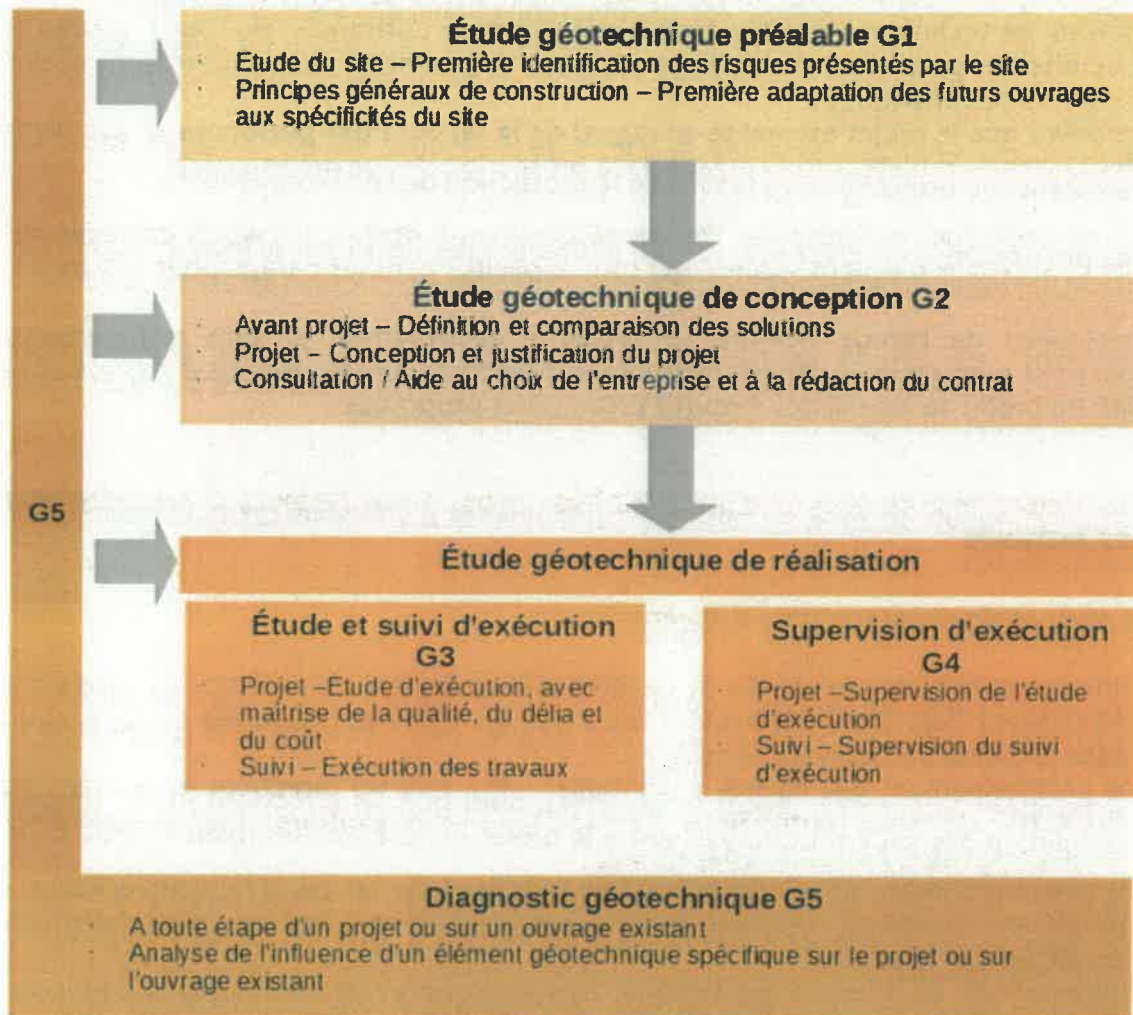 Étude géotechnique préalable G1
Etude du site – Première identification des risques présentés par le site
Principes généraux de construction – Première adaptation des futurs ouvrages
aux spécificités du site
Étude géotechnique de conception G2
Avant projet – Définition et comparaison des solutions
Projet – Conception et justification du projet
Consultation / Aide au choix de l'entreprise et à la rédaction du contrat
G5
Étude géotechnique de réalisation
Étude et suivi d'exécution
G3
Projet –Etude d'exécution, avec
maîtrise de la qualité, du délia et
du coût
Suivi – Exécution des travaux
Supervision d'exécution
G4
Projet –Supervision de l'étude
d'exécution
Suivi – Supervision du suivi
d'exécution
Diagnostic géotechnique G5
A toute étape d'un projet ou sur un ouvrage existant
Analyse de l'influence d'un élément géotechnique spécifique sur le projet ou sur
l'ouvrage existant